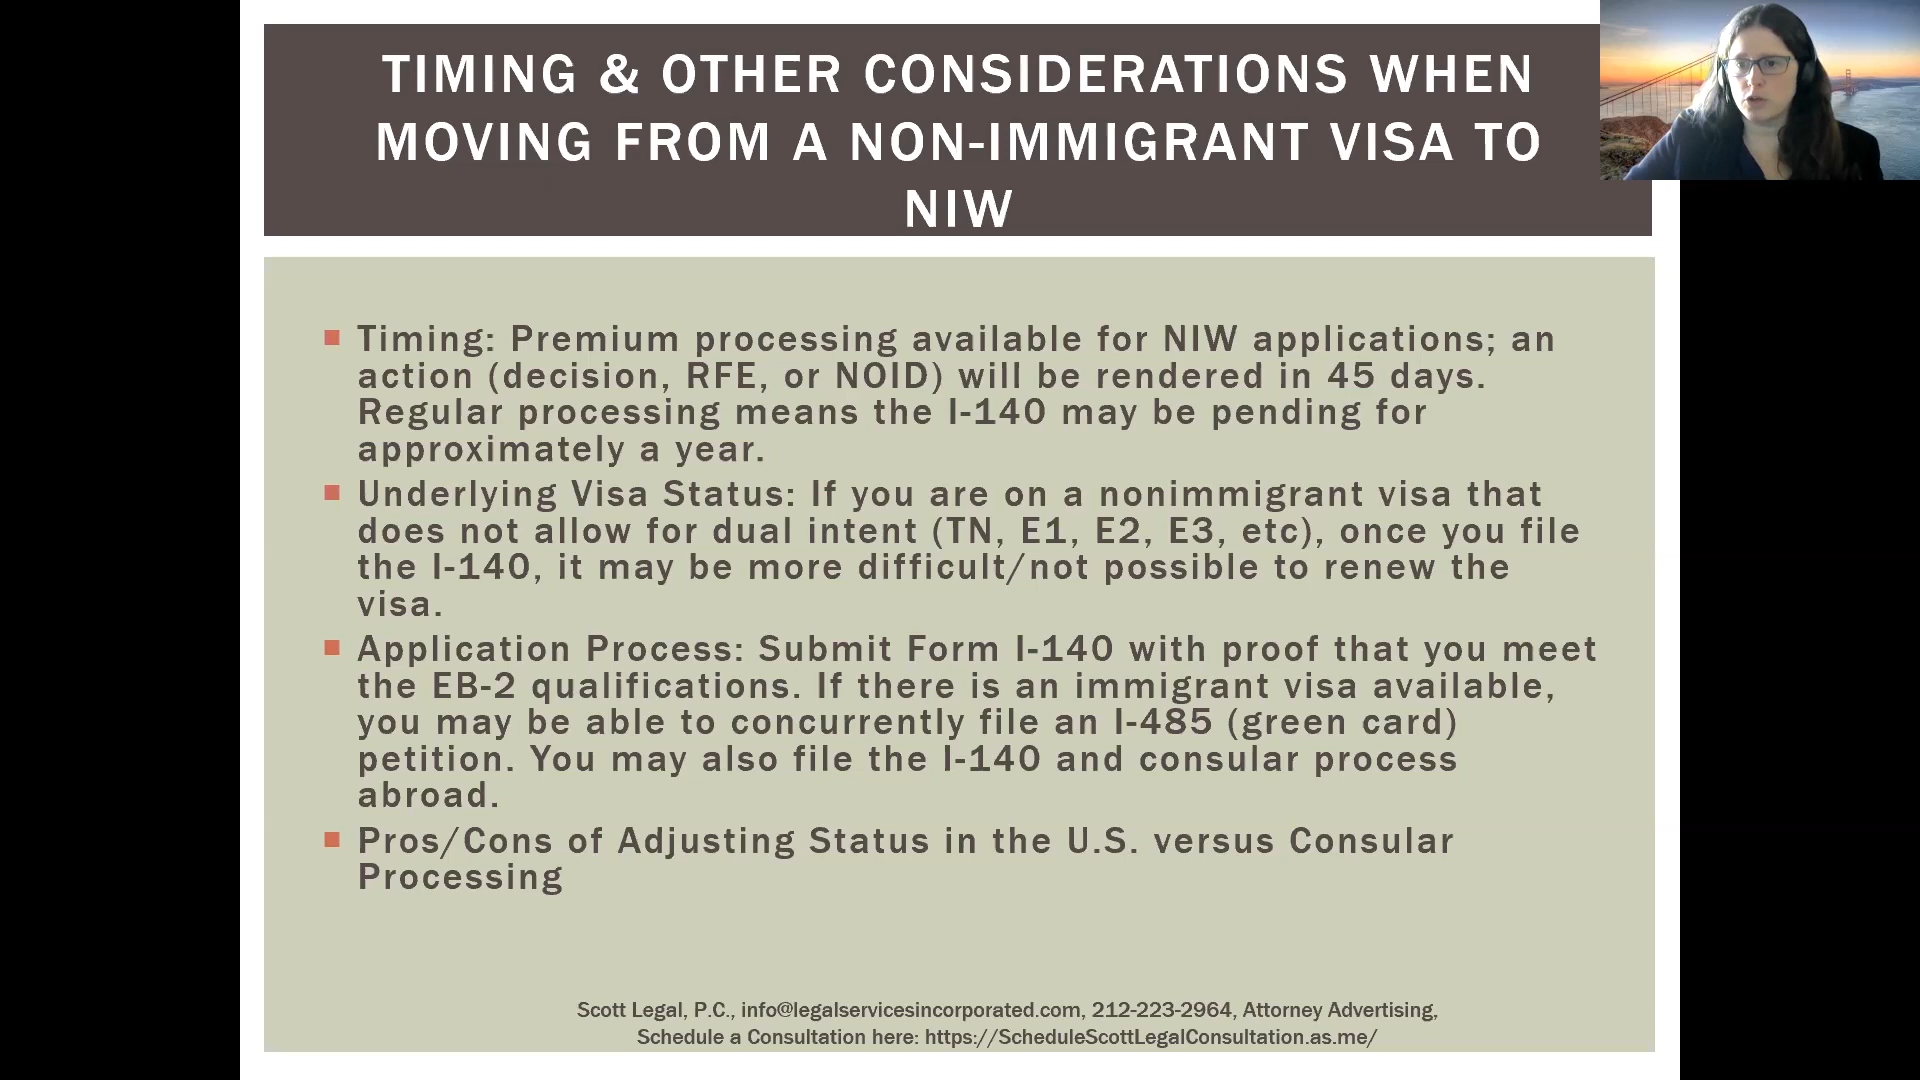 TIMING & OTHER CONSIDERATIONS WHEN
MOVING FROM A NON-IMMIGRANT VISA TO
NIW
Timing: Premium processing available for NIW applications; an
action (decision, RFE, or NOID) will be rendered in 45 days.
Regular processing means the I-140 may be pending for
approximately a year.
Underlying Visa Status: If you are on a nonimmigrant visa that
does not allow for dual intent (TN, E1, E2, E3, etc), once you file
the I-140, it may be more difficult/not possible to renew the
visa.
Application Process: Submit Form I-140 with proof that you meet
the EB-2 qualifications. If there is an immigrant visa available,
you may be able to concurrently file an I-485 (green card)
petition. You may also file the I-140 and consular process
abroad.
Pros/Cons of Adjusting Status in the U.S. versus Consular
Processing
Scott Legal, P.C., info@legalservicesincorporated.com, 212-223-2964, Attorney Advertising,
Schedule a Consultation here: https://ScheduleScottLegalConsultation.as.me/